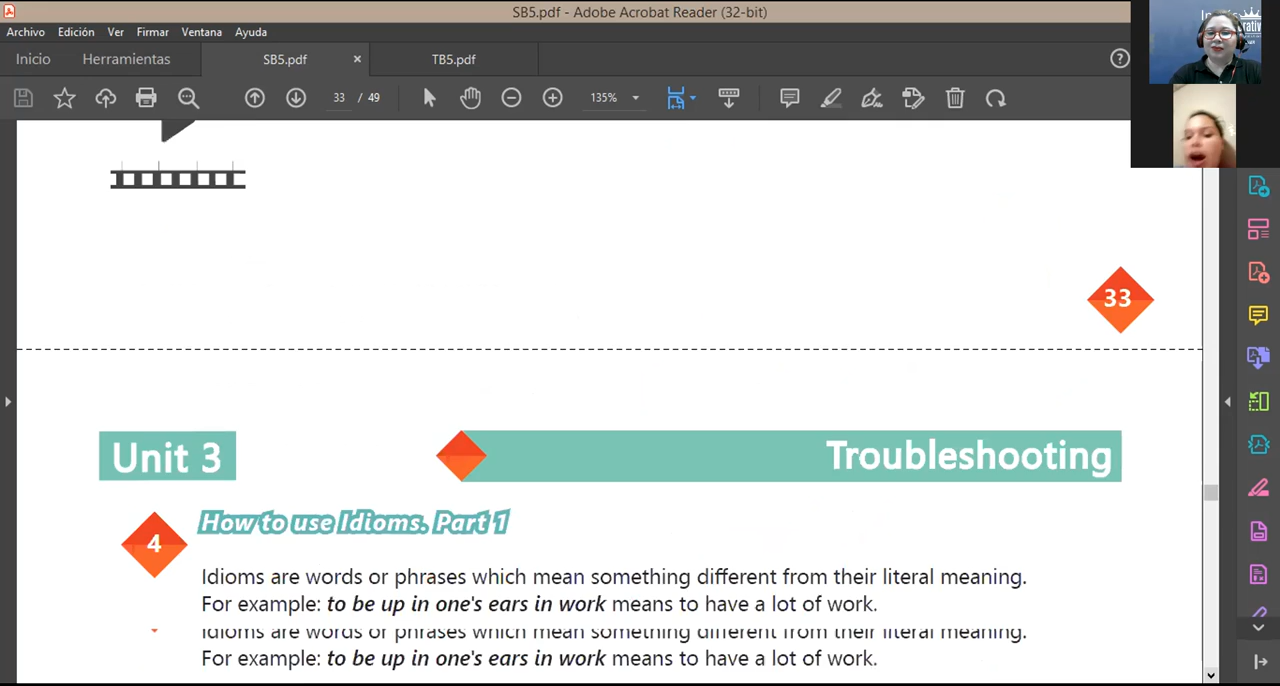 SB5.pdf - Adobe Acrobat Reader (32-bit)
Archivo Edición Ver Firmar Ventana Ayuda
Inicio Herramientas SB5.pdf × TB5.pdf
33 / 49 135%
33
Unit 3 Troubleshooting
How to use Idioms. Part 1
4
Idioms are words or phrases which mean something different from their literal meaning.
For example: to be up in one's ears in work means to have a lot of work.
Idioms are words or phrases which mean something different from their literal meaning.
For example: to be up in one's ears in work means to have a lot of work.